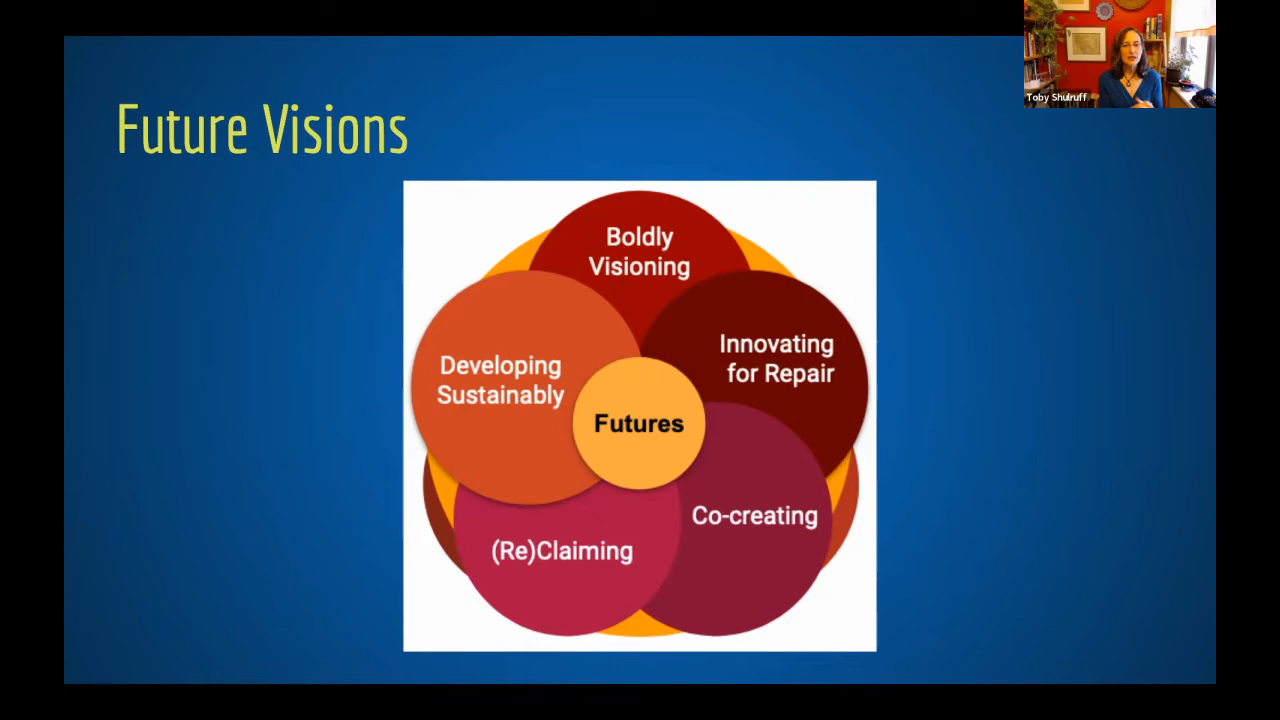 Toby Shulruff
Future Visions
Boldly
Visioning
Innovating
for Repair
Developing
Sustainably
Futures
Co-creating
(Re)Claiming